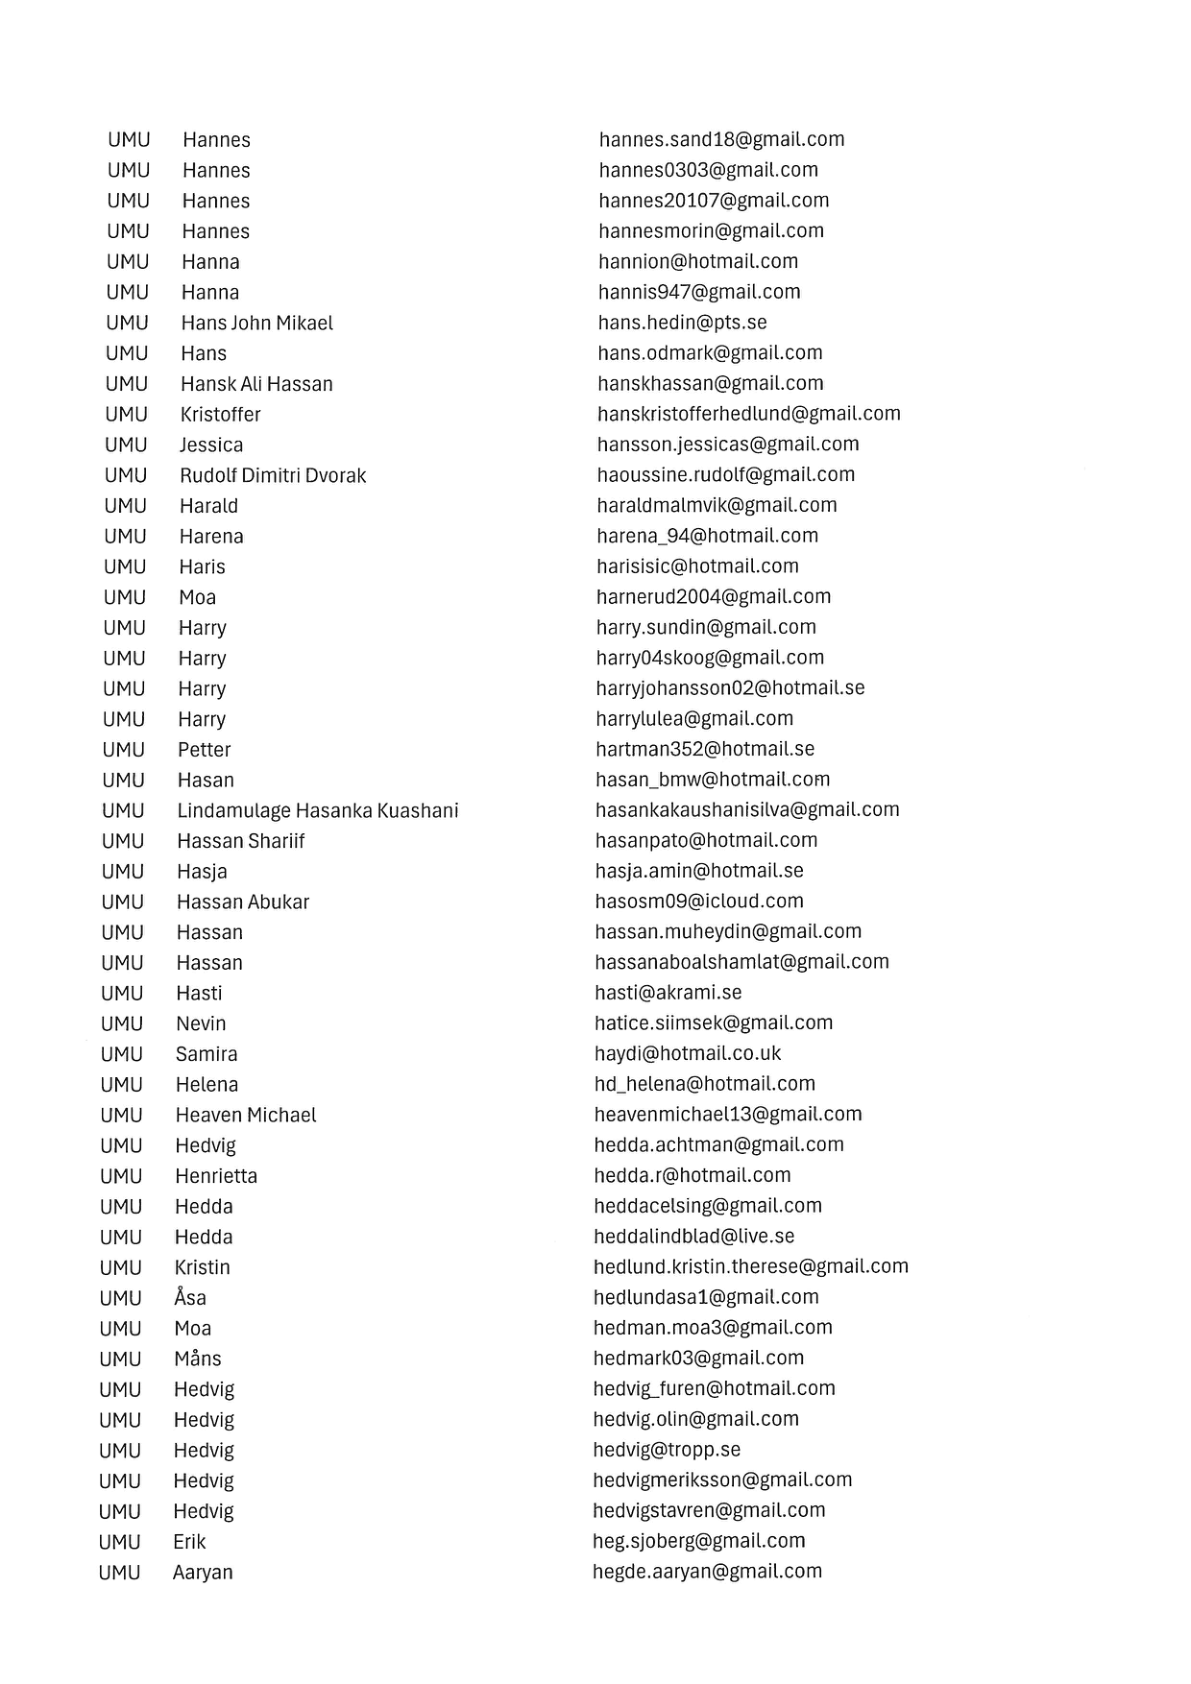 UMU Hannes hannes.sand18@gmail.com
UMU Hannes hannes0303@gmail.com
UMU Hannes hannes20107@gmail.com
UMU Hannes hannesmorin@gmail.com
UMU Hanna hannion@hotmail.com
UMU Hanna hannis947@gmail.com
UMU Hans John Mikael hans.hedin@pts.se
UMU Hans hans.odmark@gmail.com
UMU Hansk Ali Hassan hanskhassan@gmail.com
UMU Kristoffer hanskristofferhedlund@gmail.com
UMU Jessica hansson.jessicas@gmail.com
UMU Rudolf Dimitri Dvorak haoussine.rudolf@gmail.com
UMU Harald haraldmalmvik@gmail.com
UMU Harena harena_94@hotmail.com
UMU Haris harisisic@hotmail.com
UMU Moa harnerud2004@gmail.com
UMU Harry harry.sundin@gmail.com
UMU Harry harry04skoog@gmail.com
UMU Harry harryjohansson02@hotmail.se
UMU Harry harrylulea@gmail.com
UMU Petter hartman352@hotmail.se
UMU Hasan hasan_bmw@hotmail.com
UMU Lindamulage Hasanka Kuashani hasankakaushanisilva@gmail.com
UMU Hassan Shariif hasanpato@hotmail.com
UMU Hasja hasja.amin@hotmail.se
UMU Hassan Abukar hasosm09@icloud.com
UMU Hassan hassan.muheydin@gmail.com
UMU Hassan hassanaboalshamlat@gmail.com
UMU Hasti hasti@akrami.se
UMU Nevin hatice.siimsek@gmail.com
UMU Samira haydi@hotmail.co.uk
UMU Helena hd_helena@hotmail.com
UMU Heaven Michael heavenmichael13@gmail.com
UMU Hedvig hedda.achtman@gmail.com
UMU Henrietta hedda.r@hotmail.com
UMU Hedda heddacelsing@gmail.com
UMU Hedda heddalindblad@live.se
UMU Kristin hedlund.kristin.therese@gmail.com
UMU Åsa hedlundasa1@gmail.com
UMU Moa hedman.moa3@gmail.com
UMU Måns hedmark03@gmail.com
UMU Hedvig hedvig_furen@hotmail.com
UMU Hedvig hedvig.olin@gmail.com
UMU Hedvig hedvig@tropp.se
UMU Hedvig hedvigmeriksson@gmail.com
UMU Hedvig hedvigstavren@gmail.com
UMU Erik heg.sjoberg@gmail.com
UMU Aaryan hegde.aaryan@gmail.com